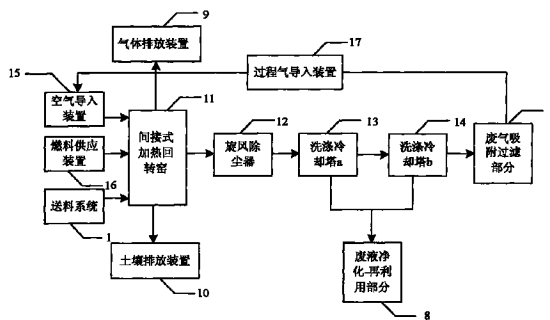 9
气体排放装置
17
过程气导入装置
15
空气导入
装置
11
间接式
加热回
转窑
燃料供应
装置
16
送料系统
1
12
旋风除
尘器
13
洗涤冷
却塔a
14
洗涤冷
却塔b
废气吸
附过滤
部分
土壤排放装置
10
废液净
化-再利
用部分
8